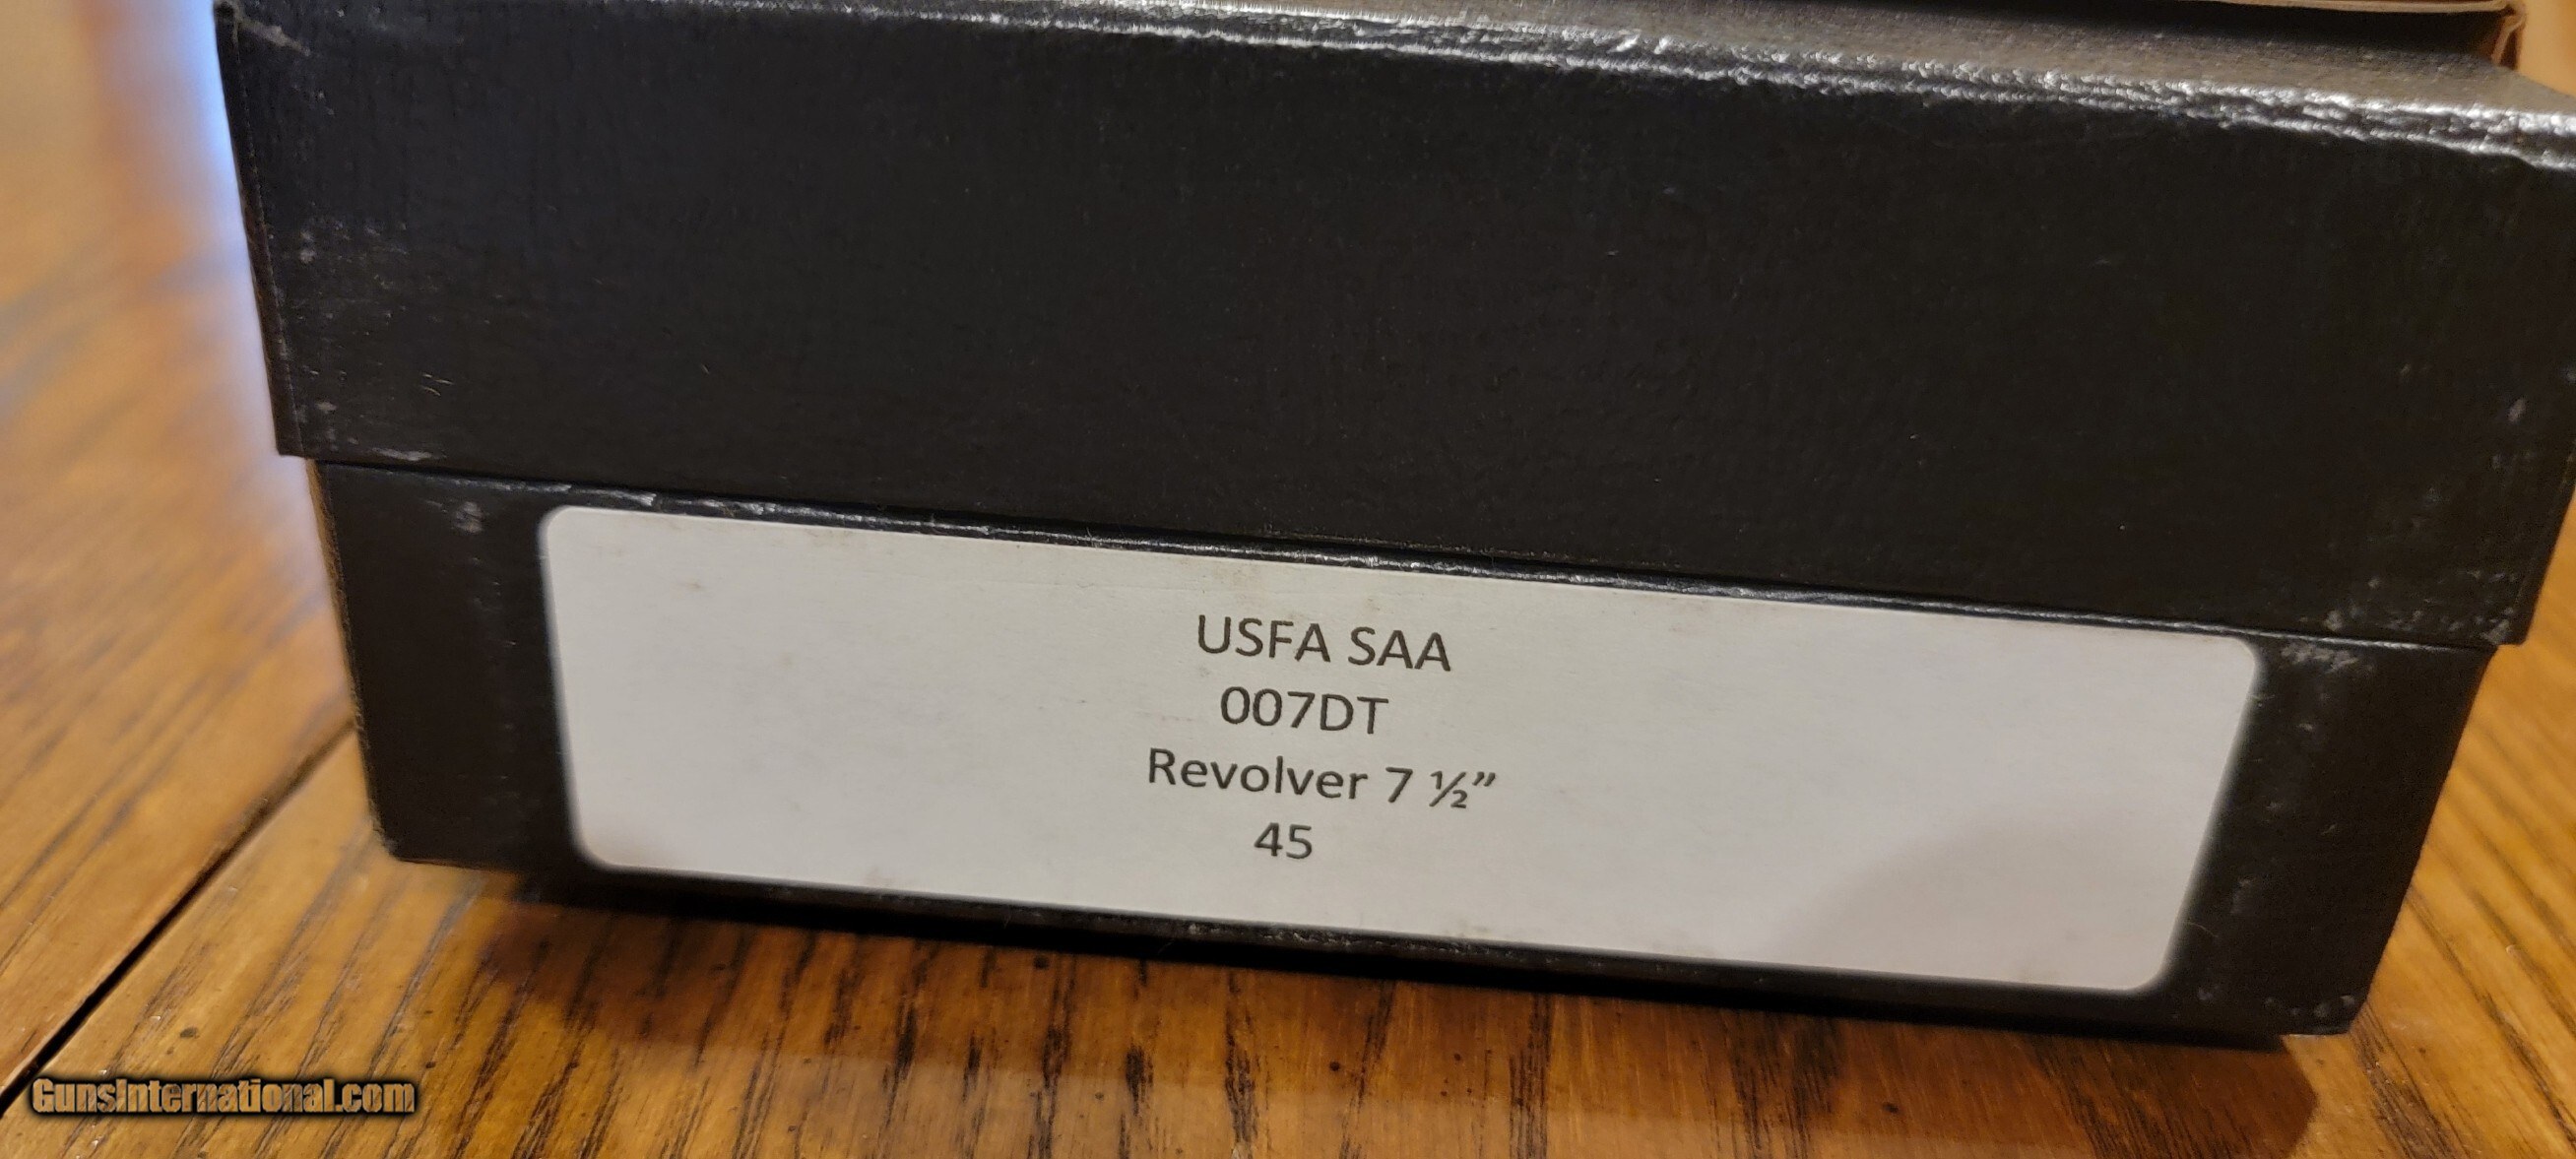 USFA SAA
007DT
Revolver 7 ½”
45
GunsInternational.com